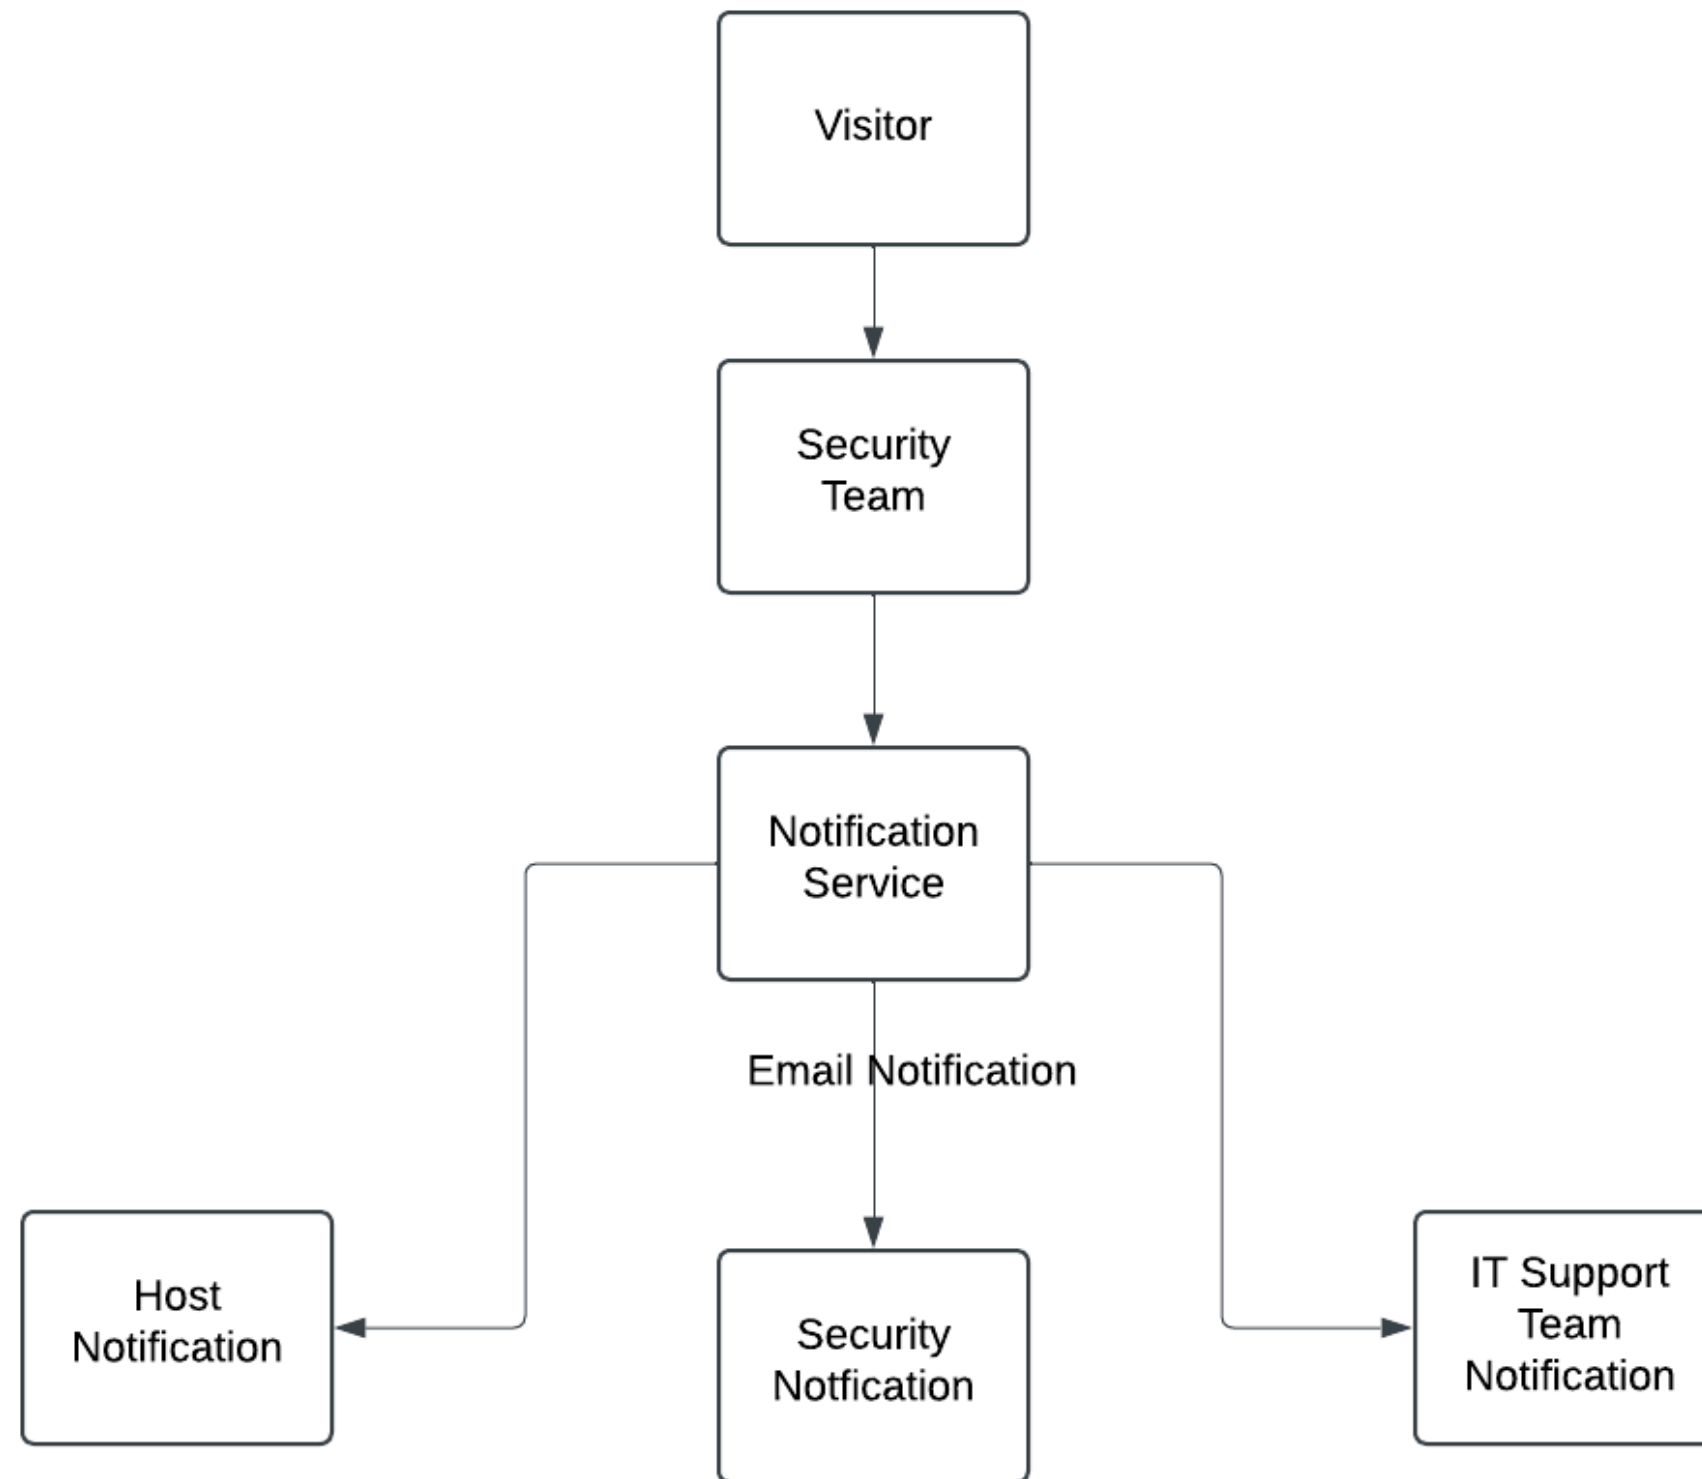 Visitor
Security
Team
Notification
Service
Email Notification
Host
Notification
Security
Notfication
IT Support
Team
Notification